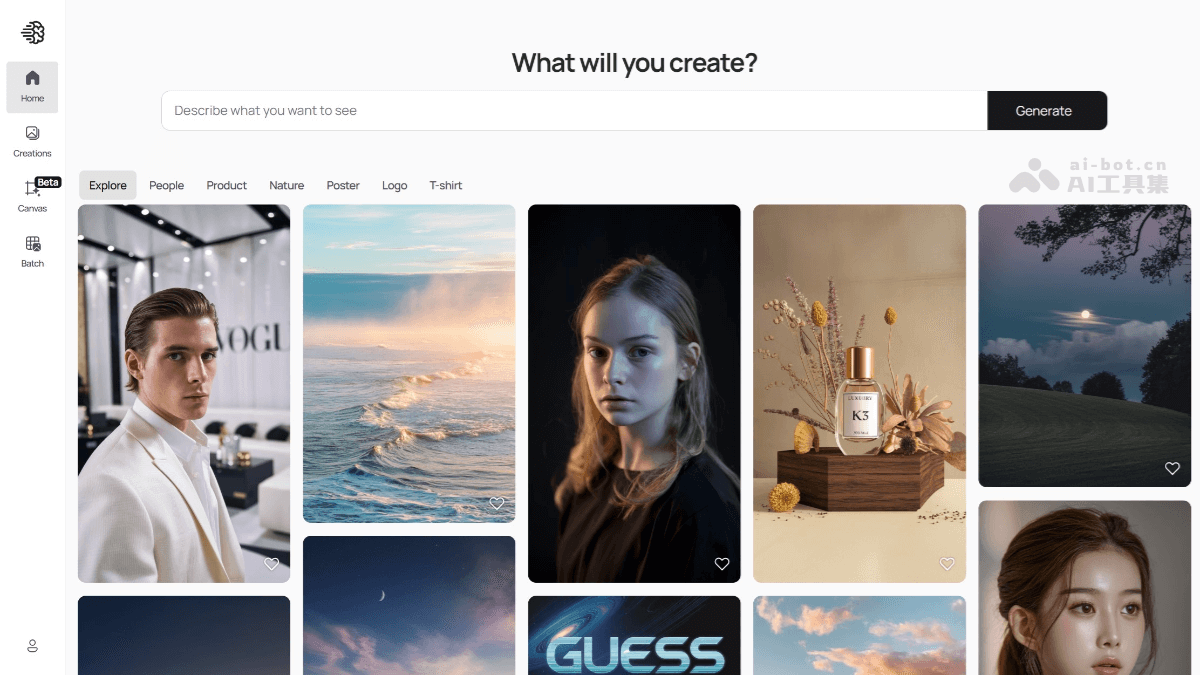 What will you create?
Describe what you want to see
Generate
Home
Creations
Beta
Canvas
Batch
Explore People Product Nature Poster Logo T-shirt
ai-bot.cn
AI工具集
VOGU
K3
GUESS